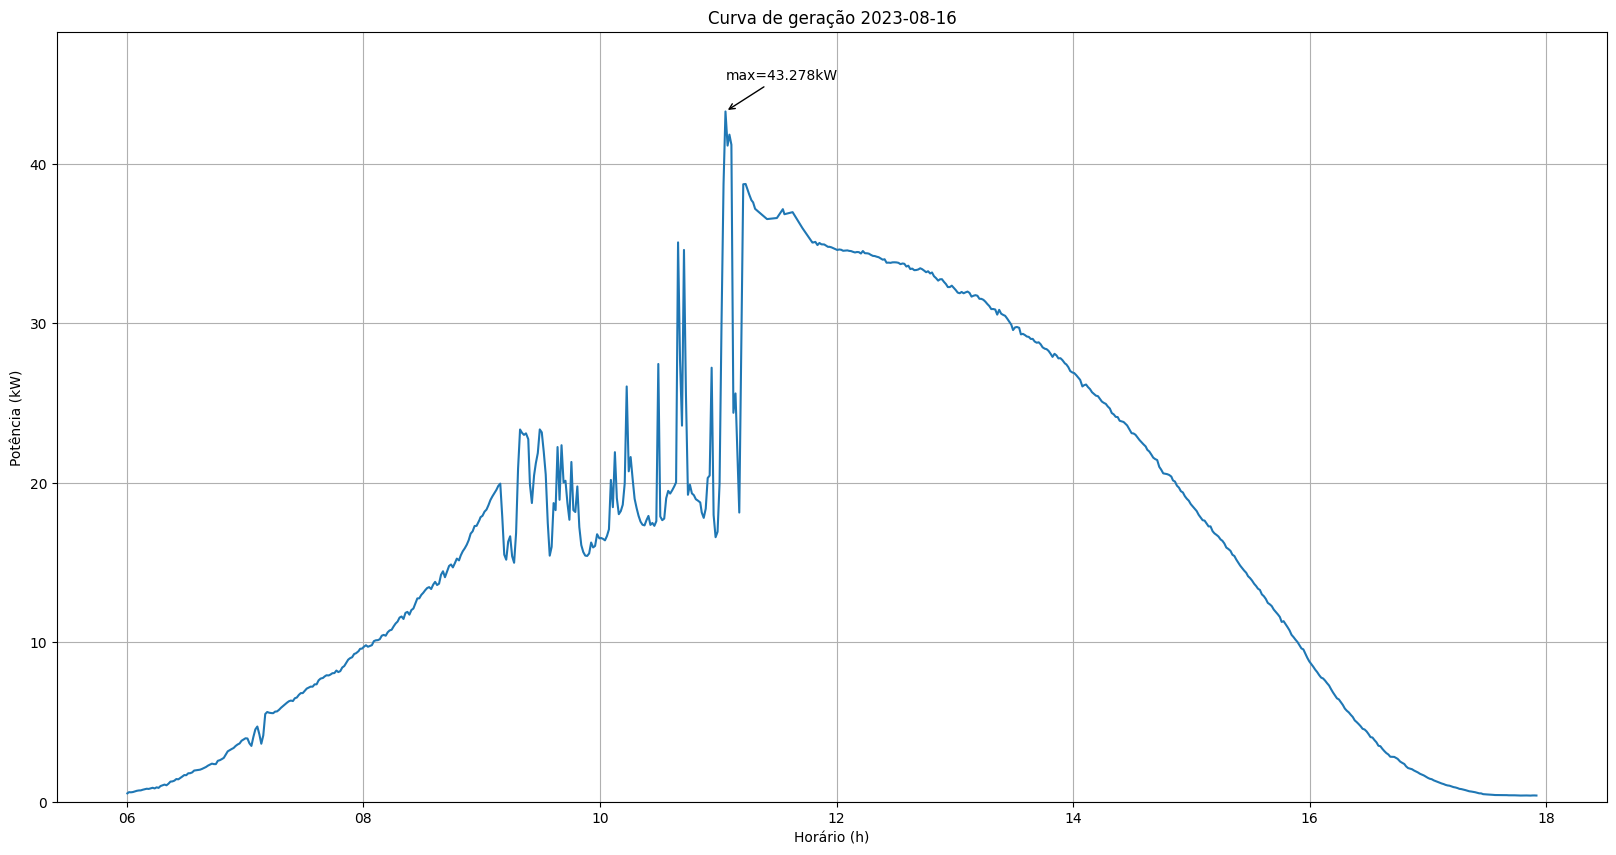 Curva de geração 2023-08-16
max=43.278kW
Potência (kW)
40
30
20
10
0
06 08 10 12 14 16 18
Horário (h)